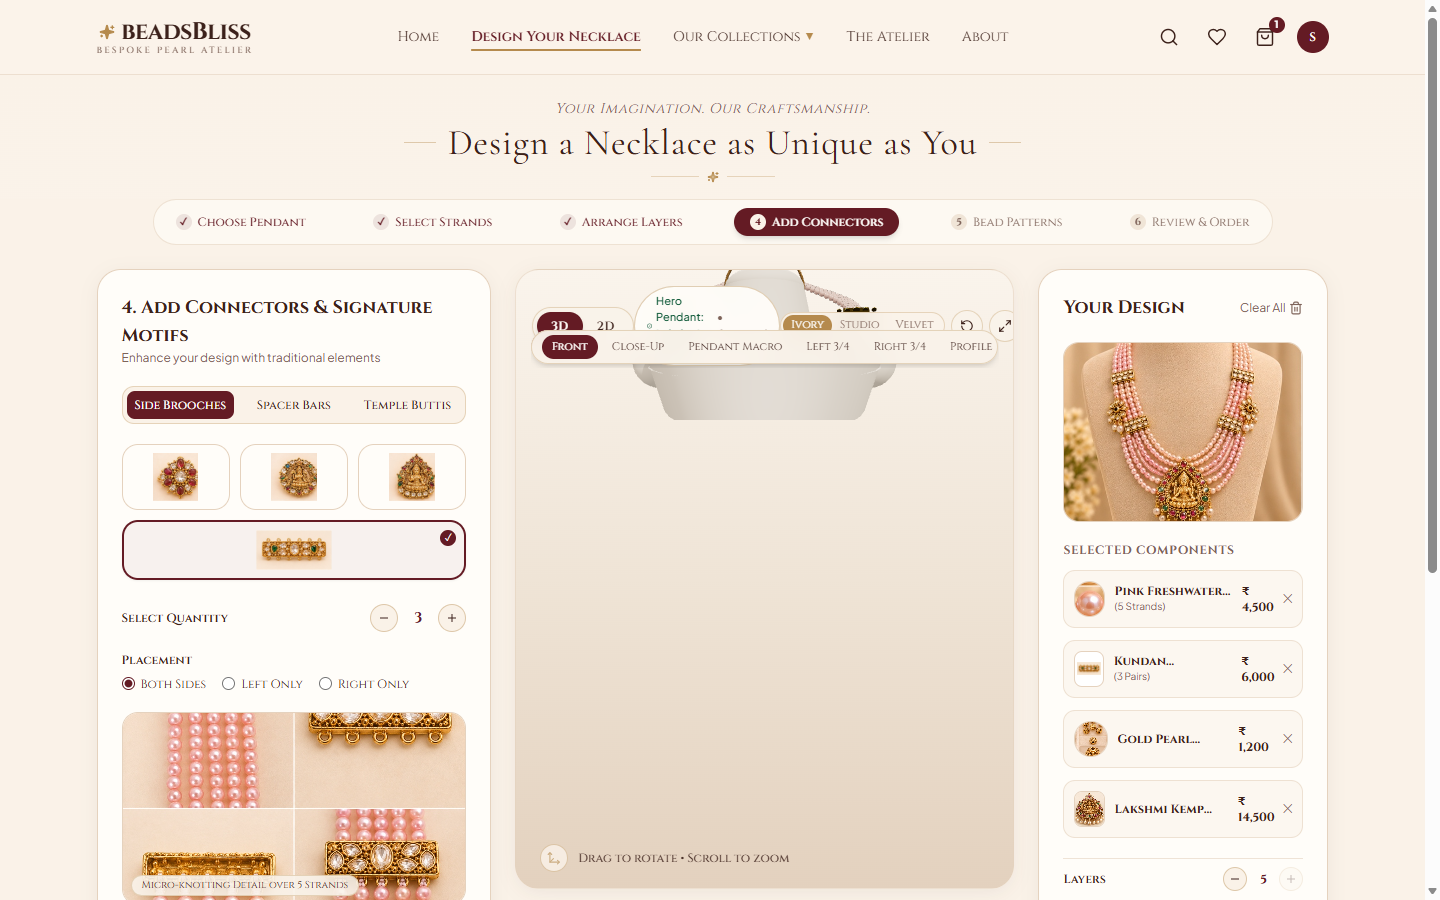 BEADSBLISS
BESPOKE PEARL ATELIER
HOME
DESIGN YOUR NECKLACE
OUR COLLECTIONS ▼
THE ATELIER
ABOUT
1
S
YOUR IMAGINATION. OUR CRAFTSMANSHIP.
Design a Necklace as Unique as You
✓ CHOOSE PENDANT
✓ SELECT STRANDS
✓ ARRANGE LAYERS
4 ADD CONNECTORS
5 BEAD PATTERNS
6 REVIEW & ORDER
4. ADD CONNECTORS & SIGNATURE
MOTIFS
Enhance your design with traditional elements
SIDE BROOCHES
SPACER BARS
TEMPLE BUTTIS
✓
SELECT QUANTITY
− 3 +
PLACEMENT
BOTH SIDES
LEFT ONLY
RIGHT ONLY
MICRO-KNOTTING DETAIL OVER 5 STRANDS
3D
2D
Hero
Pendant:
•
IVORY
STUDIO
VELVET
FRONT
CLOSE-UP
PENDANT MACRO
LEFT 3/4
RIGHT 3/4
PROFILE
DRAG TO ROTATE • SCROLL TO ZOOM
YOUR DESIGN
Clear All
SELECTED COMPONENTS
PINK FRESHWATER...
(5 Strands)
₹
4,500
KUNDAN...
(3 Pairs)
₹
6,000
GOLD PEARL...
₹
1,200
LAKSHMI KEMP...
₹
14,500
LAYERS
− 5 +